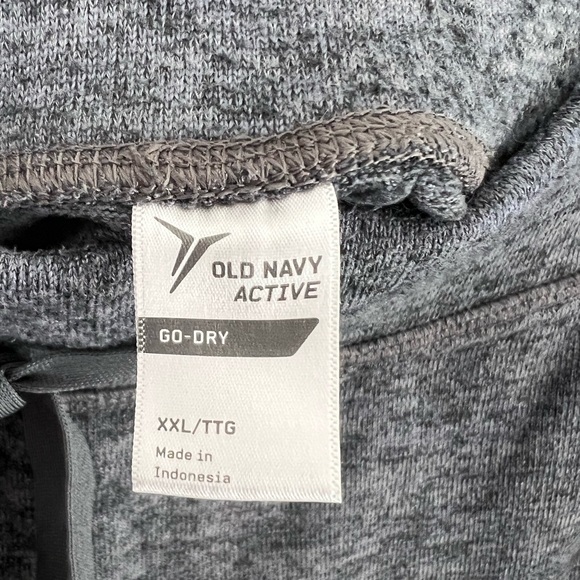 OLD NAVY
ACTIVE
GO-DRY
XXL/TTG
Made in
Indonesia